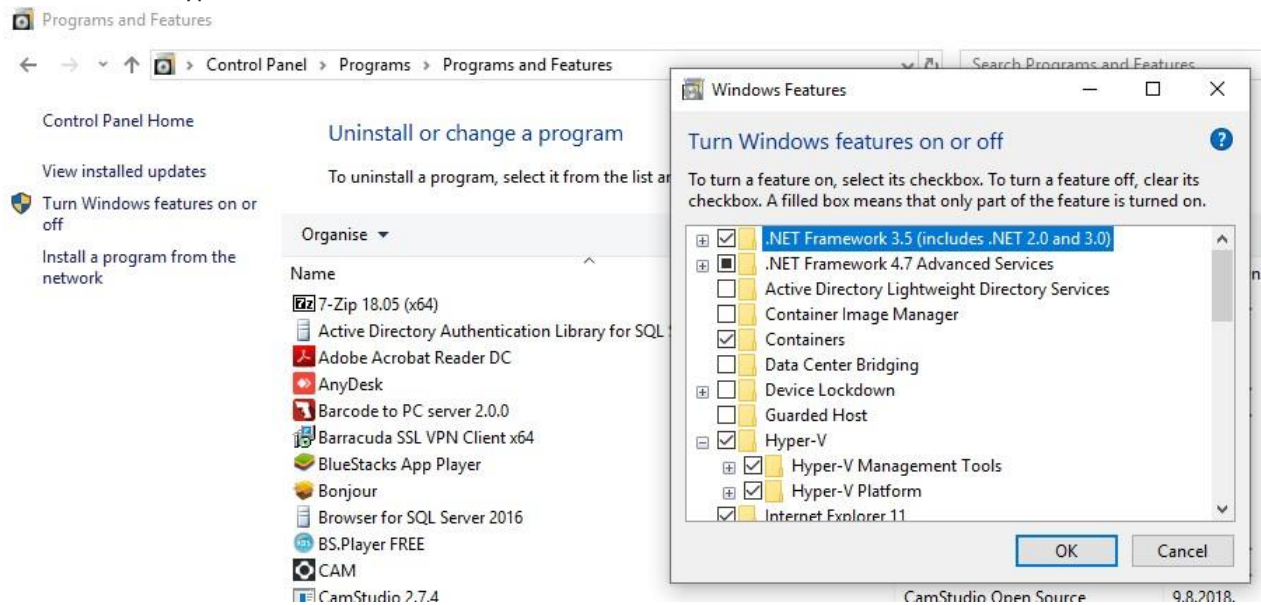 Programs and Features
Control Panel > Programs > Programs and Features
Search Programs and Features
Control Panel Home
View installed updates
Turn Windows features on or
off
Install a program from the
network
Uninstall or change a program
To uninstall a program, select it from the list
Organise
Name
7-Zip 18.05 (x64)
Active Directory Authentication Library for SQL
Adobe Acrobat Reader DC
AnyDesk
Barcode to PC server 2.0.0
Barracuda SSL VPN Client x64
BlueStacks App Player
Bonjour
Browser for SQL Server 2016
BS.Player FREE
CAM
CamStudio 2.7.4
CamStudio Open Source
9.8.2018.
Windows Features
Turn Windows features on or off
To turn a feature on, select its checkbox. To turn a feature off, clear its
checkbox. A filled box means that only part of the feature is turned on.
.NET Framework 3.5 (includes .NET 2.0 and 3.0)
.NET Framework 4.7 Advanced Services
Active Directory Lightweight Directory Services
Container Image Manager
Containers
Data Center Bridging
Device Lockdown
Guarded Host
Hyper-V
Hyper-V Management Tools
Hyper-V Platform
Internet Explorer 11
OK
Cancel